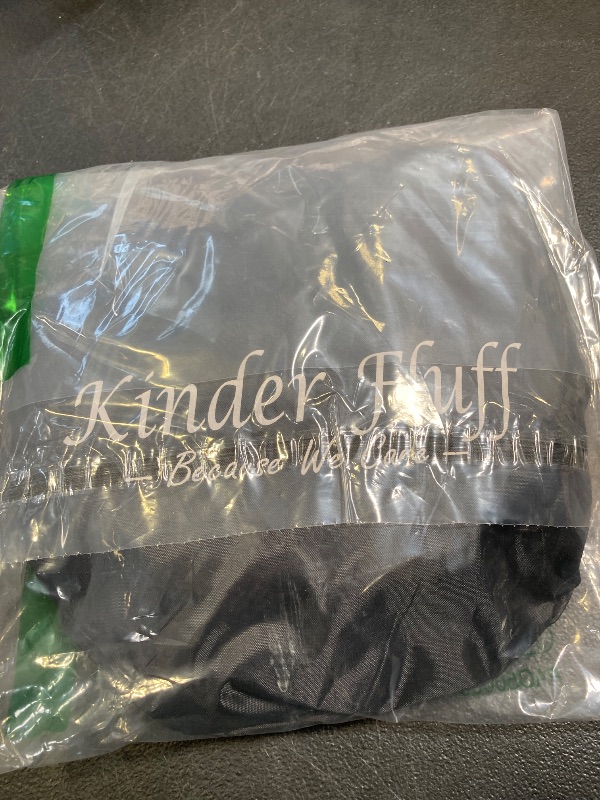 Kinder Fluff
— Because We Care —